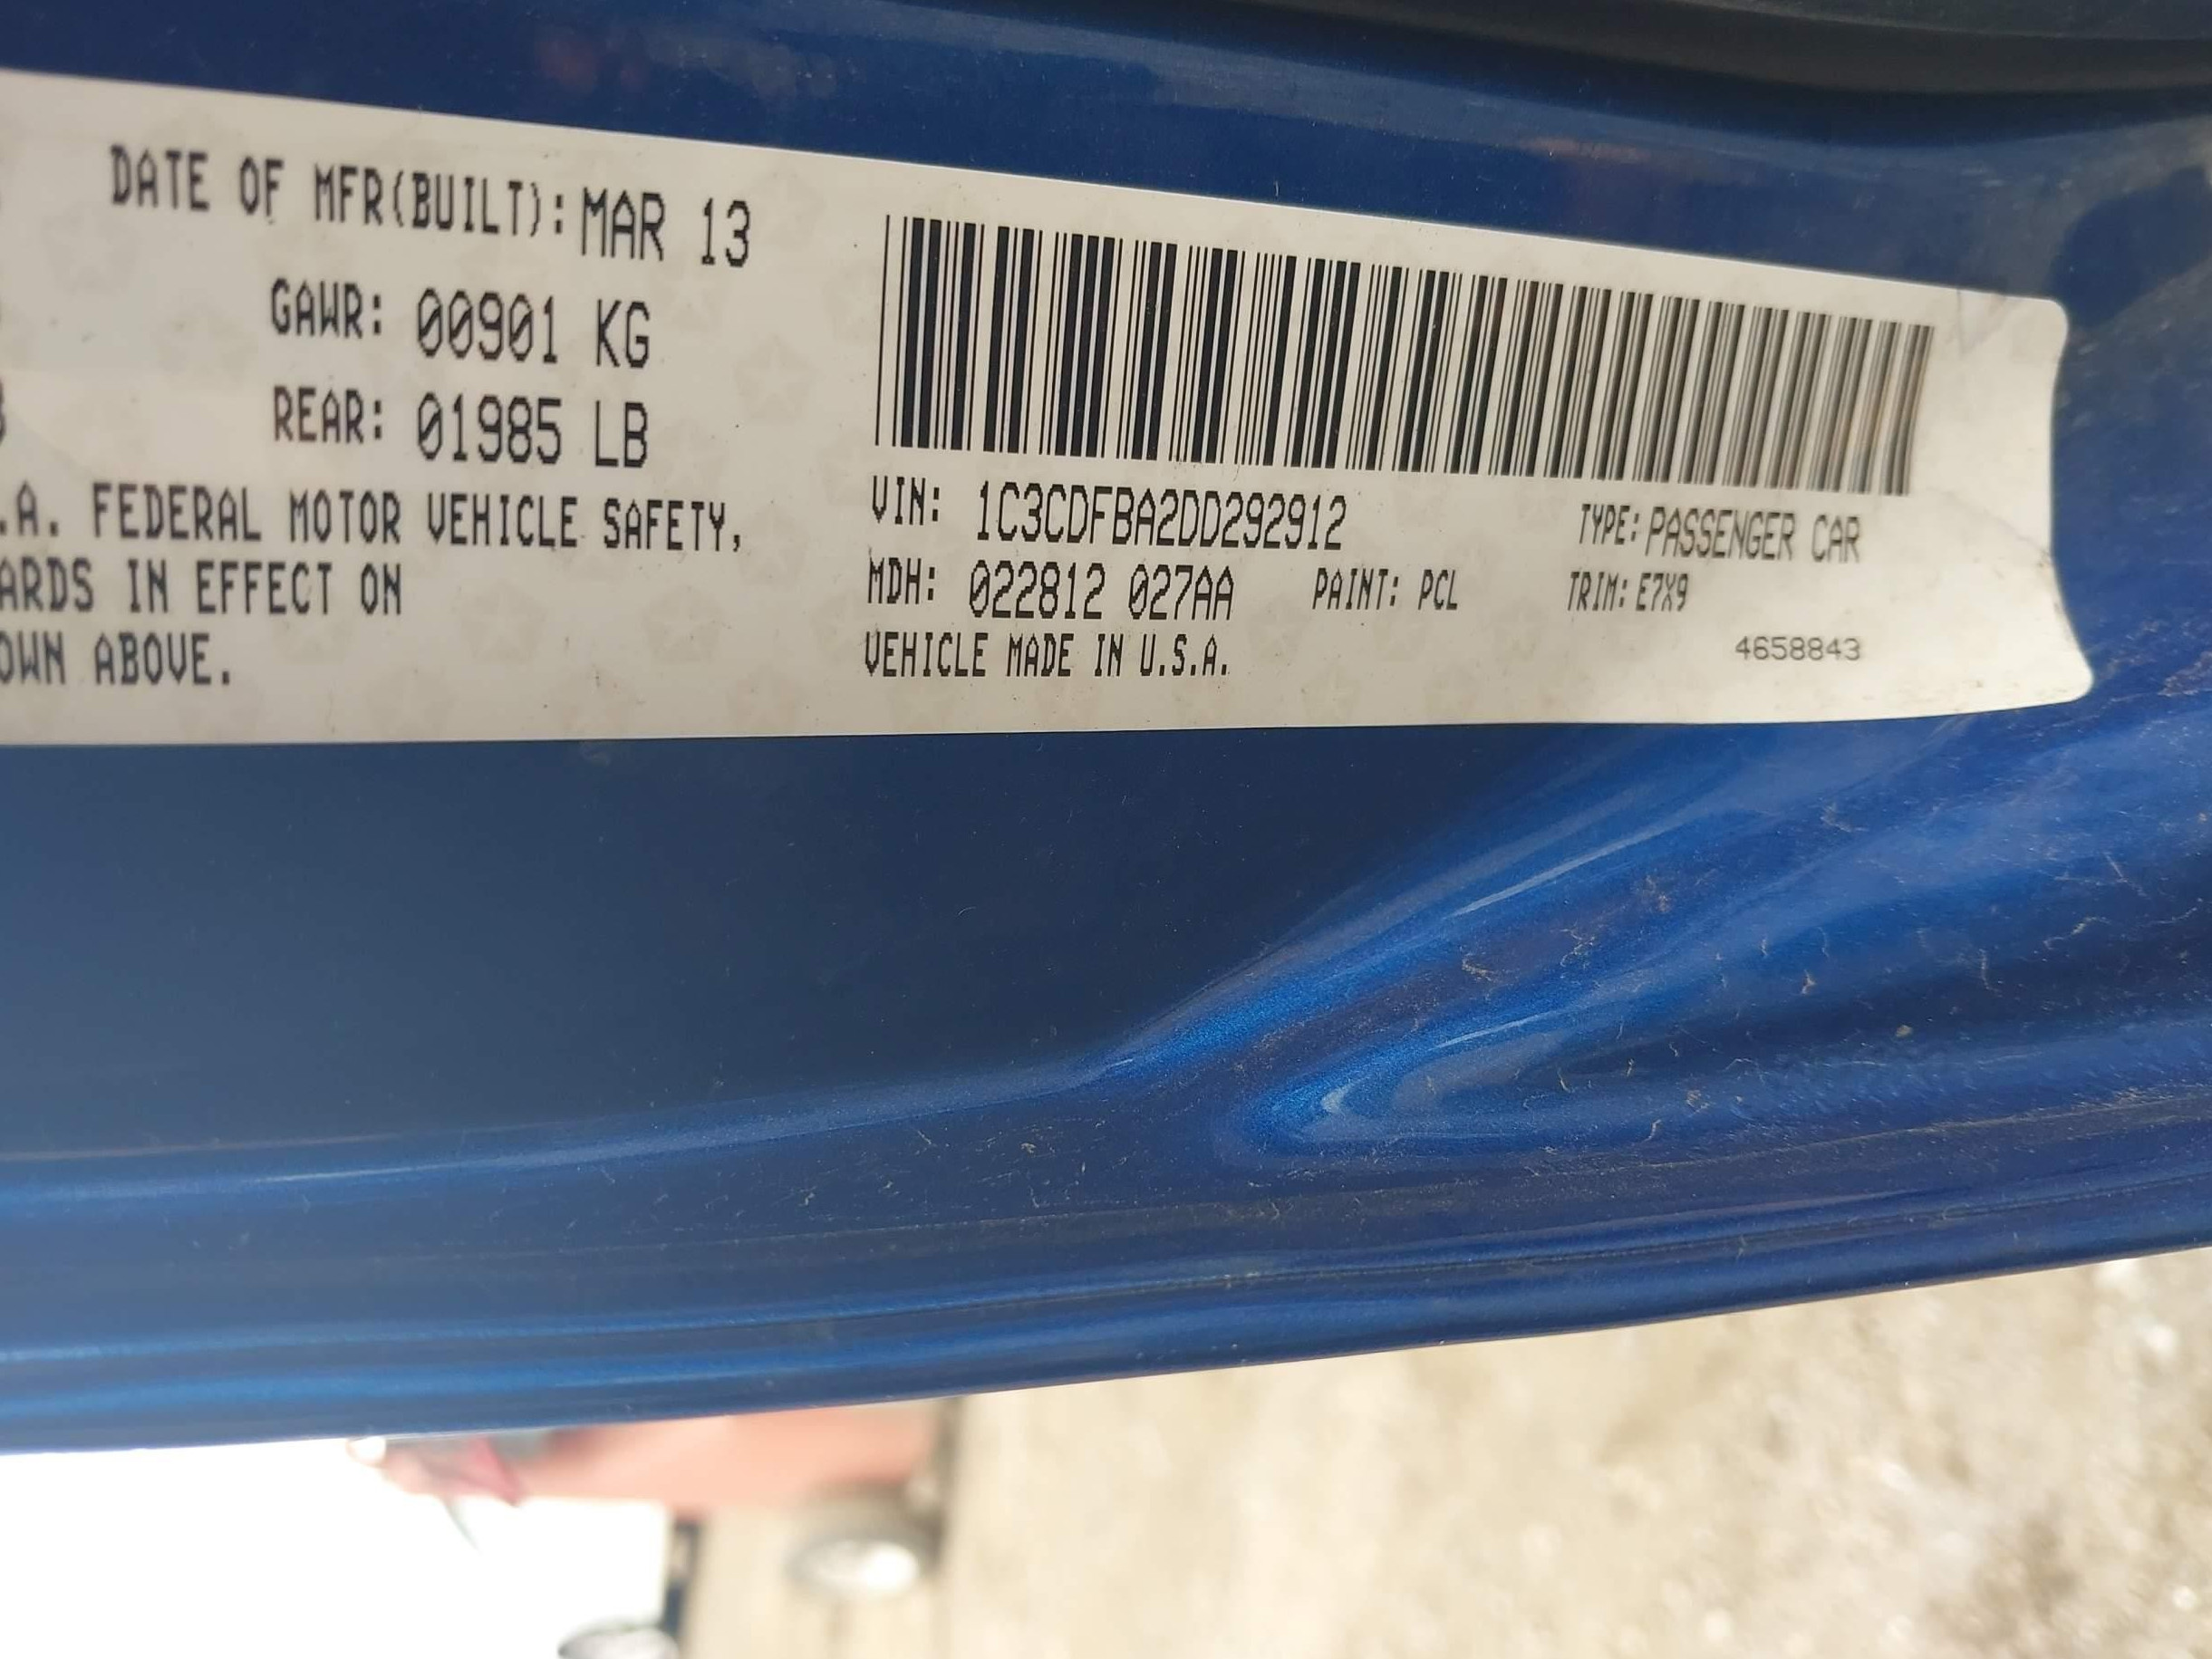 DATE OF MFR(BUILT): MAR 13
GAWR: 00901 KG
REAR: 01985 LB
.A. FEDERAL MOTOR VEHICLE SAFETY,
ARDS IN EFFECT ON
OWN ABOVE.
VIN: 1C3CDFBA2DD292912
TYPE: PASSENGER CAR
MDH: 022812 027AA
PAINT: PCL
TRIM: E7X9
VEHICLE MADE IN U.S.A.
4658843